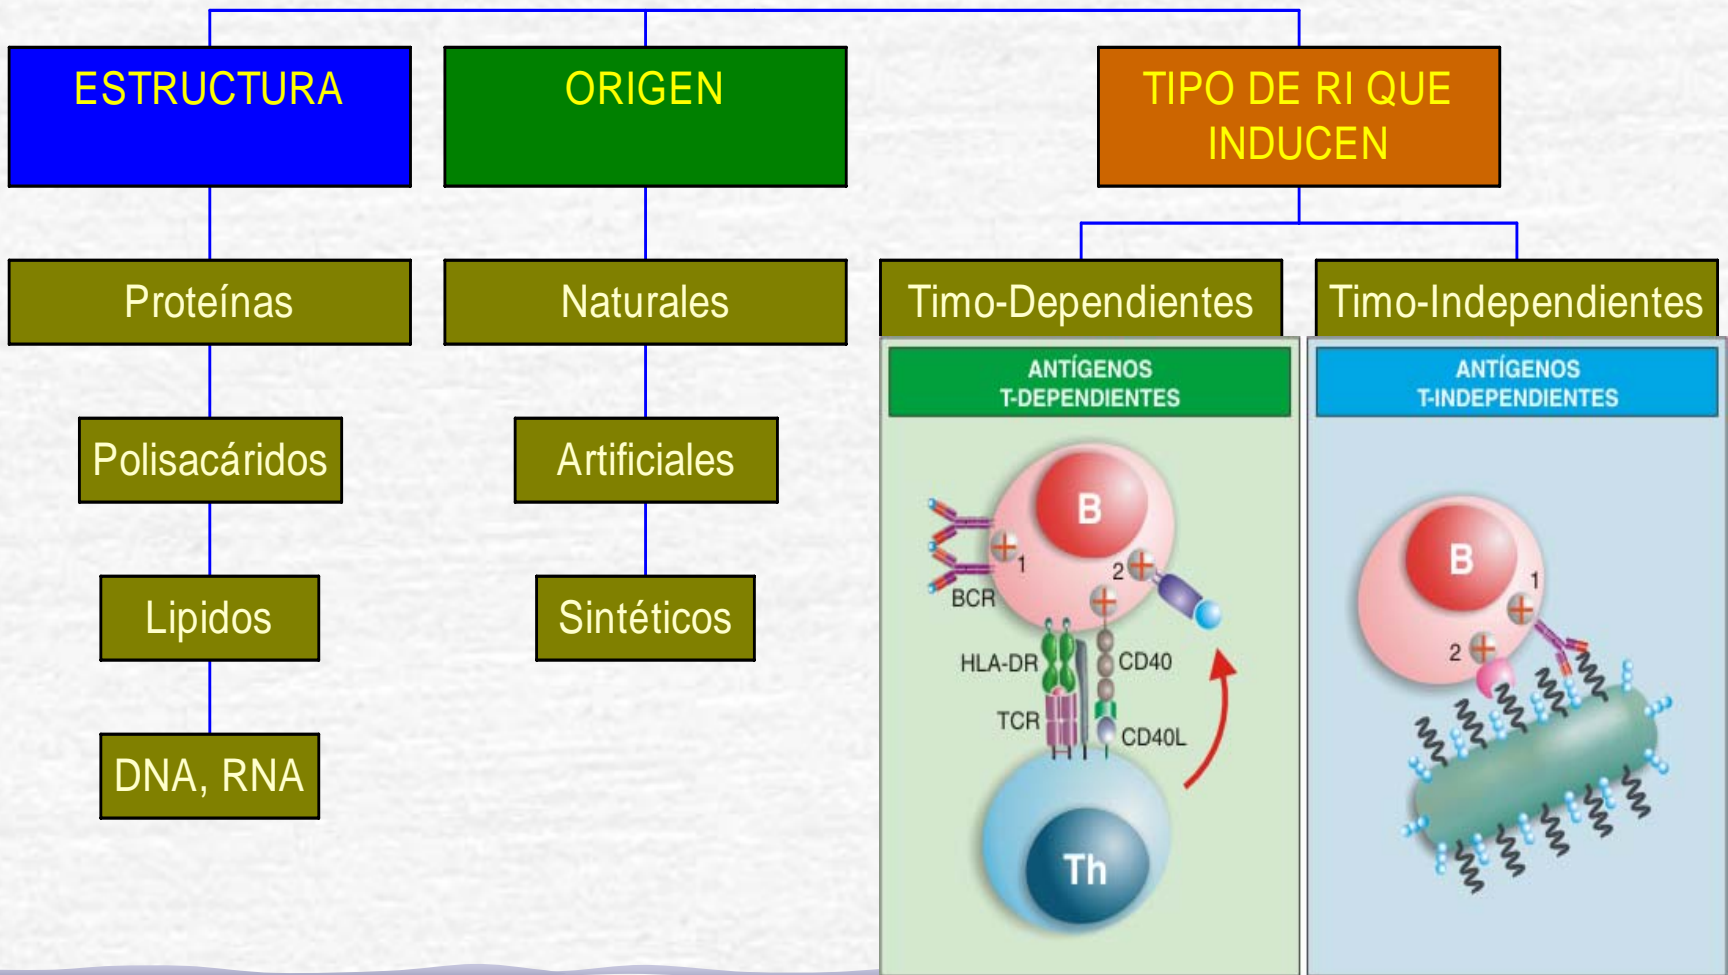 ESTRUCTURA
ORIGEN
TIPO DE RI QUE
INDUCEN
Proteínas
Naturales
Timo-Dependientes
Timo-Independientes
Polisacáridos
Artificiales
Lipidos
Sintéticos
DNA, RNA
ANTÍGENOS
T-DEPENDIENTES
B
1
2
BCR
HLA-DR
CD40
TCR
CD40L
Th
ANTÍGENOS
T-INDEPENDIENTES
B
1
2